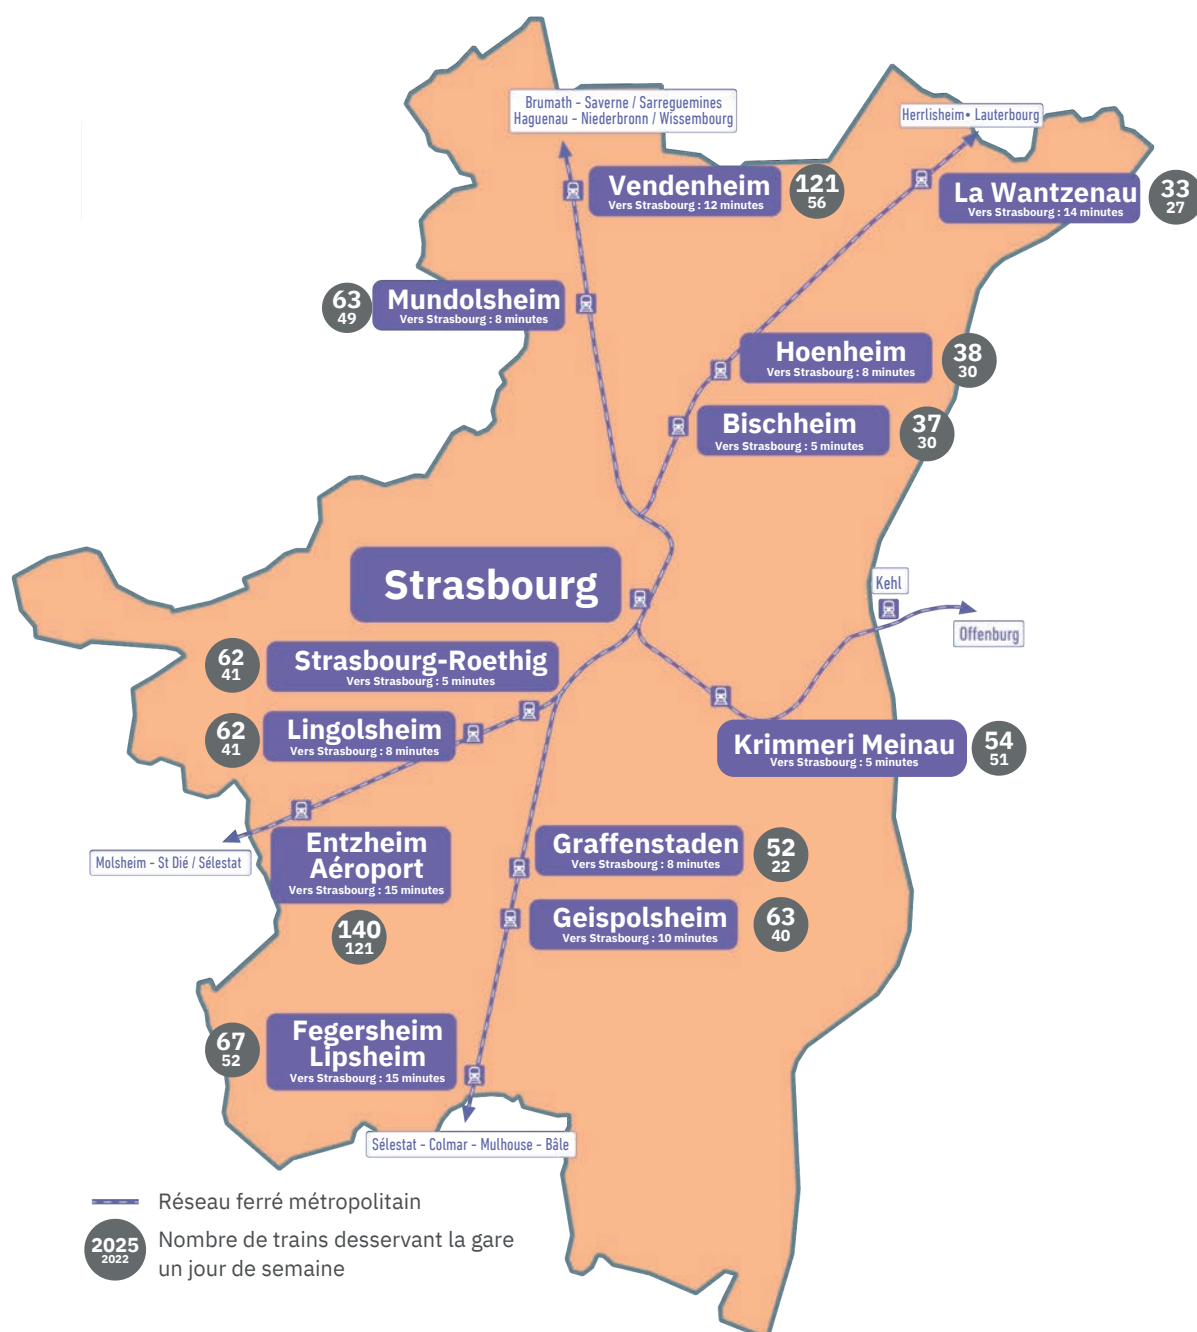 Brumath - Saverne / Sarreguemines
Haguenau - Niederbronn / Wissembourg
Herrlisheim• Lauterbourg
Vendenheim
Vers Strasbourg : 12 minutes
121
56
La Wantzenau
Vers Strasbourg : 14 minutes
33
27
63
49
Mundolsheim
Vers Strasbourg : 8 minutes
Hoenheim
Vers Strasbourg : 8 minutes
38
30
Bischheim
Vers Strasbourg : 5 minutes
37
30
Strasbourg
Kehl
Offenburg
62
41
Strasbourg-Roethig
Vers Strasbourg : 5 minutes
62
41
Lingolsheim
Vers Strasbourg : 8 minutes
Krimmeri Meinau
Vers Strasbourg : 5 minutes
54
51
Molsheim - St Dié / Sélestat
Entzheim
Aéroport
Vers Strasbourg : 15 minutes
140
121
Graffenstaden
Vers Strasbourg : 8 minutes
52
22
Geispolsheim
Vers Strasbourg : 10 minutes
63
40
67
52
Fegersheim
Lipsheim
Vers Strasbourg : 15 minutes
Sélestat - Colmar - Mulhouse - Bâle
Réseau ferré métropolitain
2025
2022
Nombre de trains desservant la gare
un jour de semaine